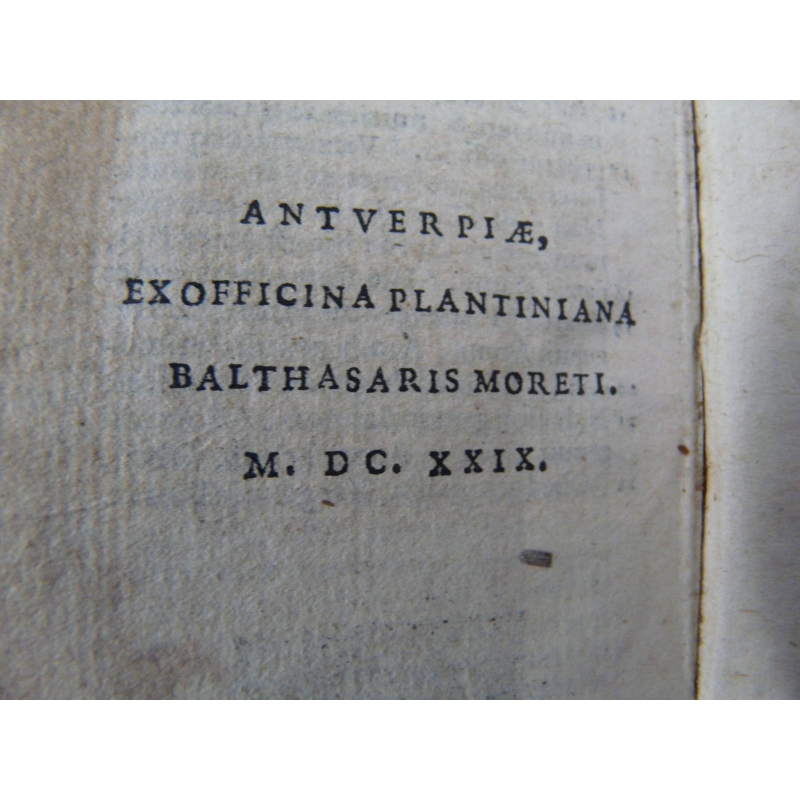 ANTVERPIÆ,
EX OFFICINA PLANTINIANA
BALTHASARIS MORETI.
M. DC. XXIX.